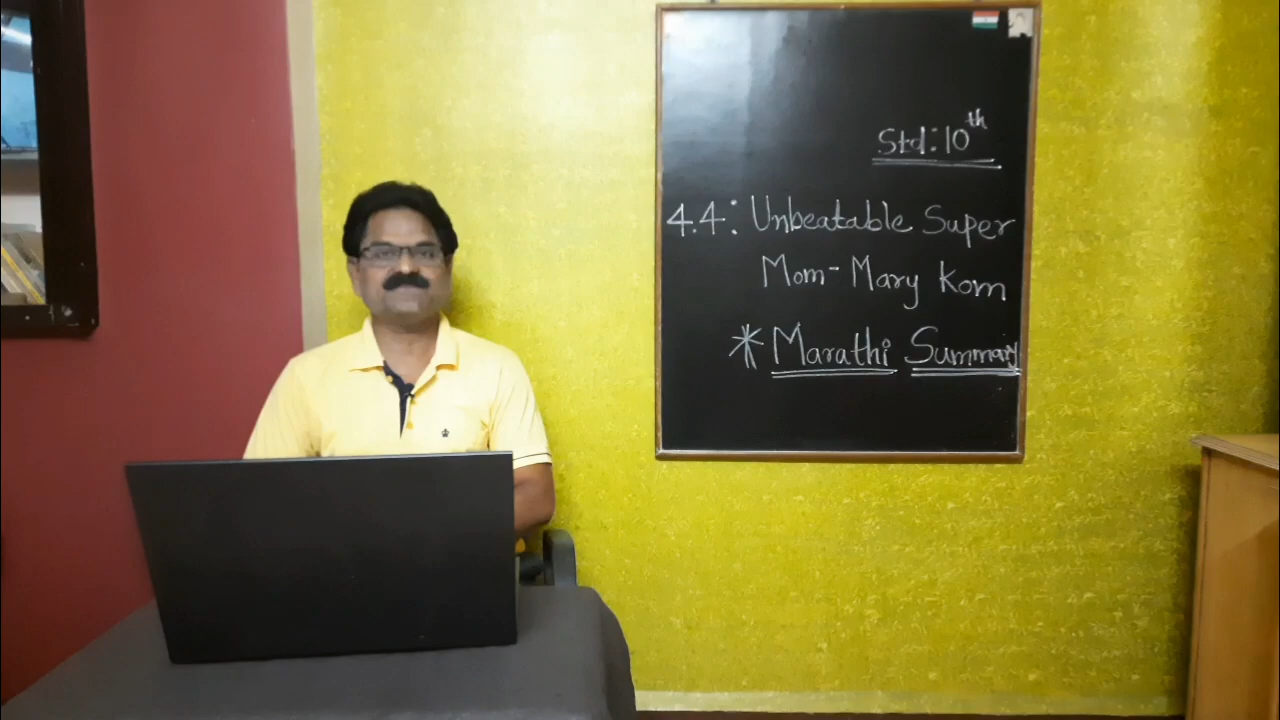 Std: 10th
4.4: Unbeatable Super
Mom- Mary Kom
* Marathi Summary